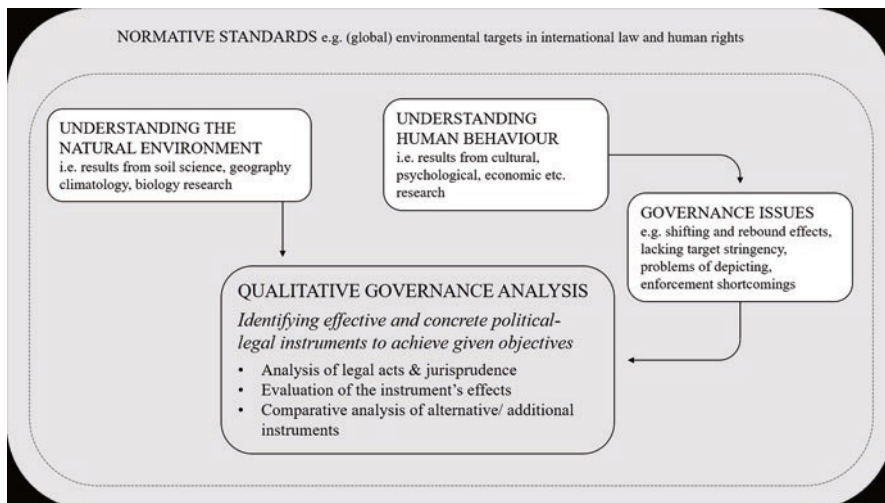 NORMATIVE STANDARDS e.g. (global) environmental targets in international law and human rights
UNDERSTANDING THE
NATURAL ENVIRONMENT
i.e. results from soil science, geography
climatology, biology research
UNDERSTANDING
HUMAN BEHAVIOUR
i.e. results from cultural,
psychological, economic etc.
research
GOVERNANCE ISSUES
e.g. shifting and rebound effects,
lacking target stringency,
problems of depicting,
enforcement shortcomings
QUALITATIVE GOVERNANCE ANALYSIS
Identifying effective and concrete political-
legal instruments to achieve given objectives
• Analysis of legal acts & jurisprudence
• Evaluation of the instrument's effects
• Comparative analysis of alternative/ additional
instruments